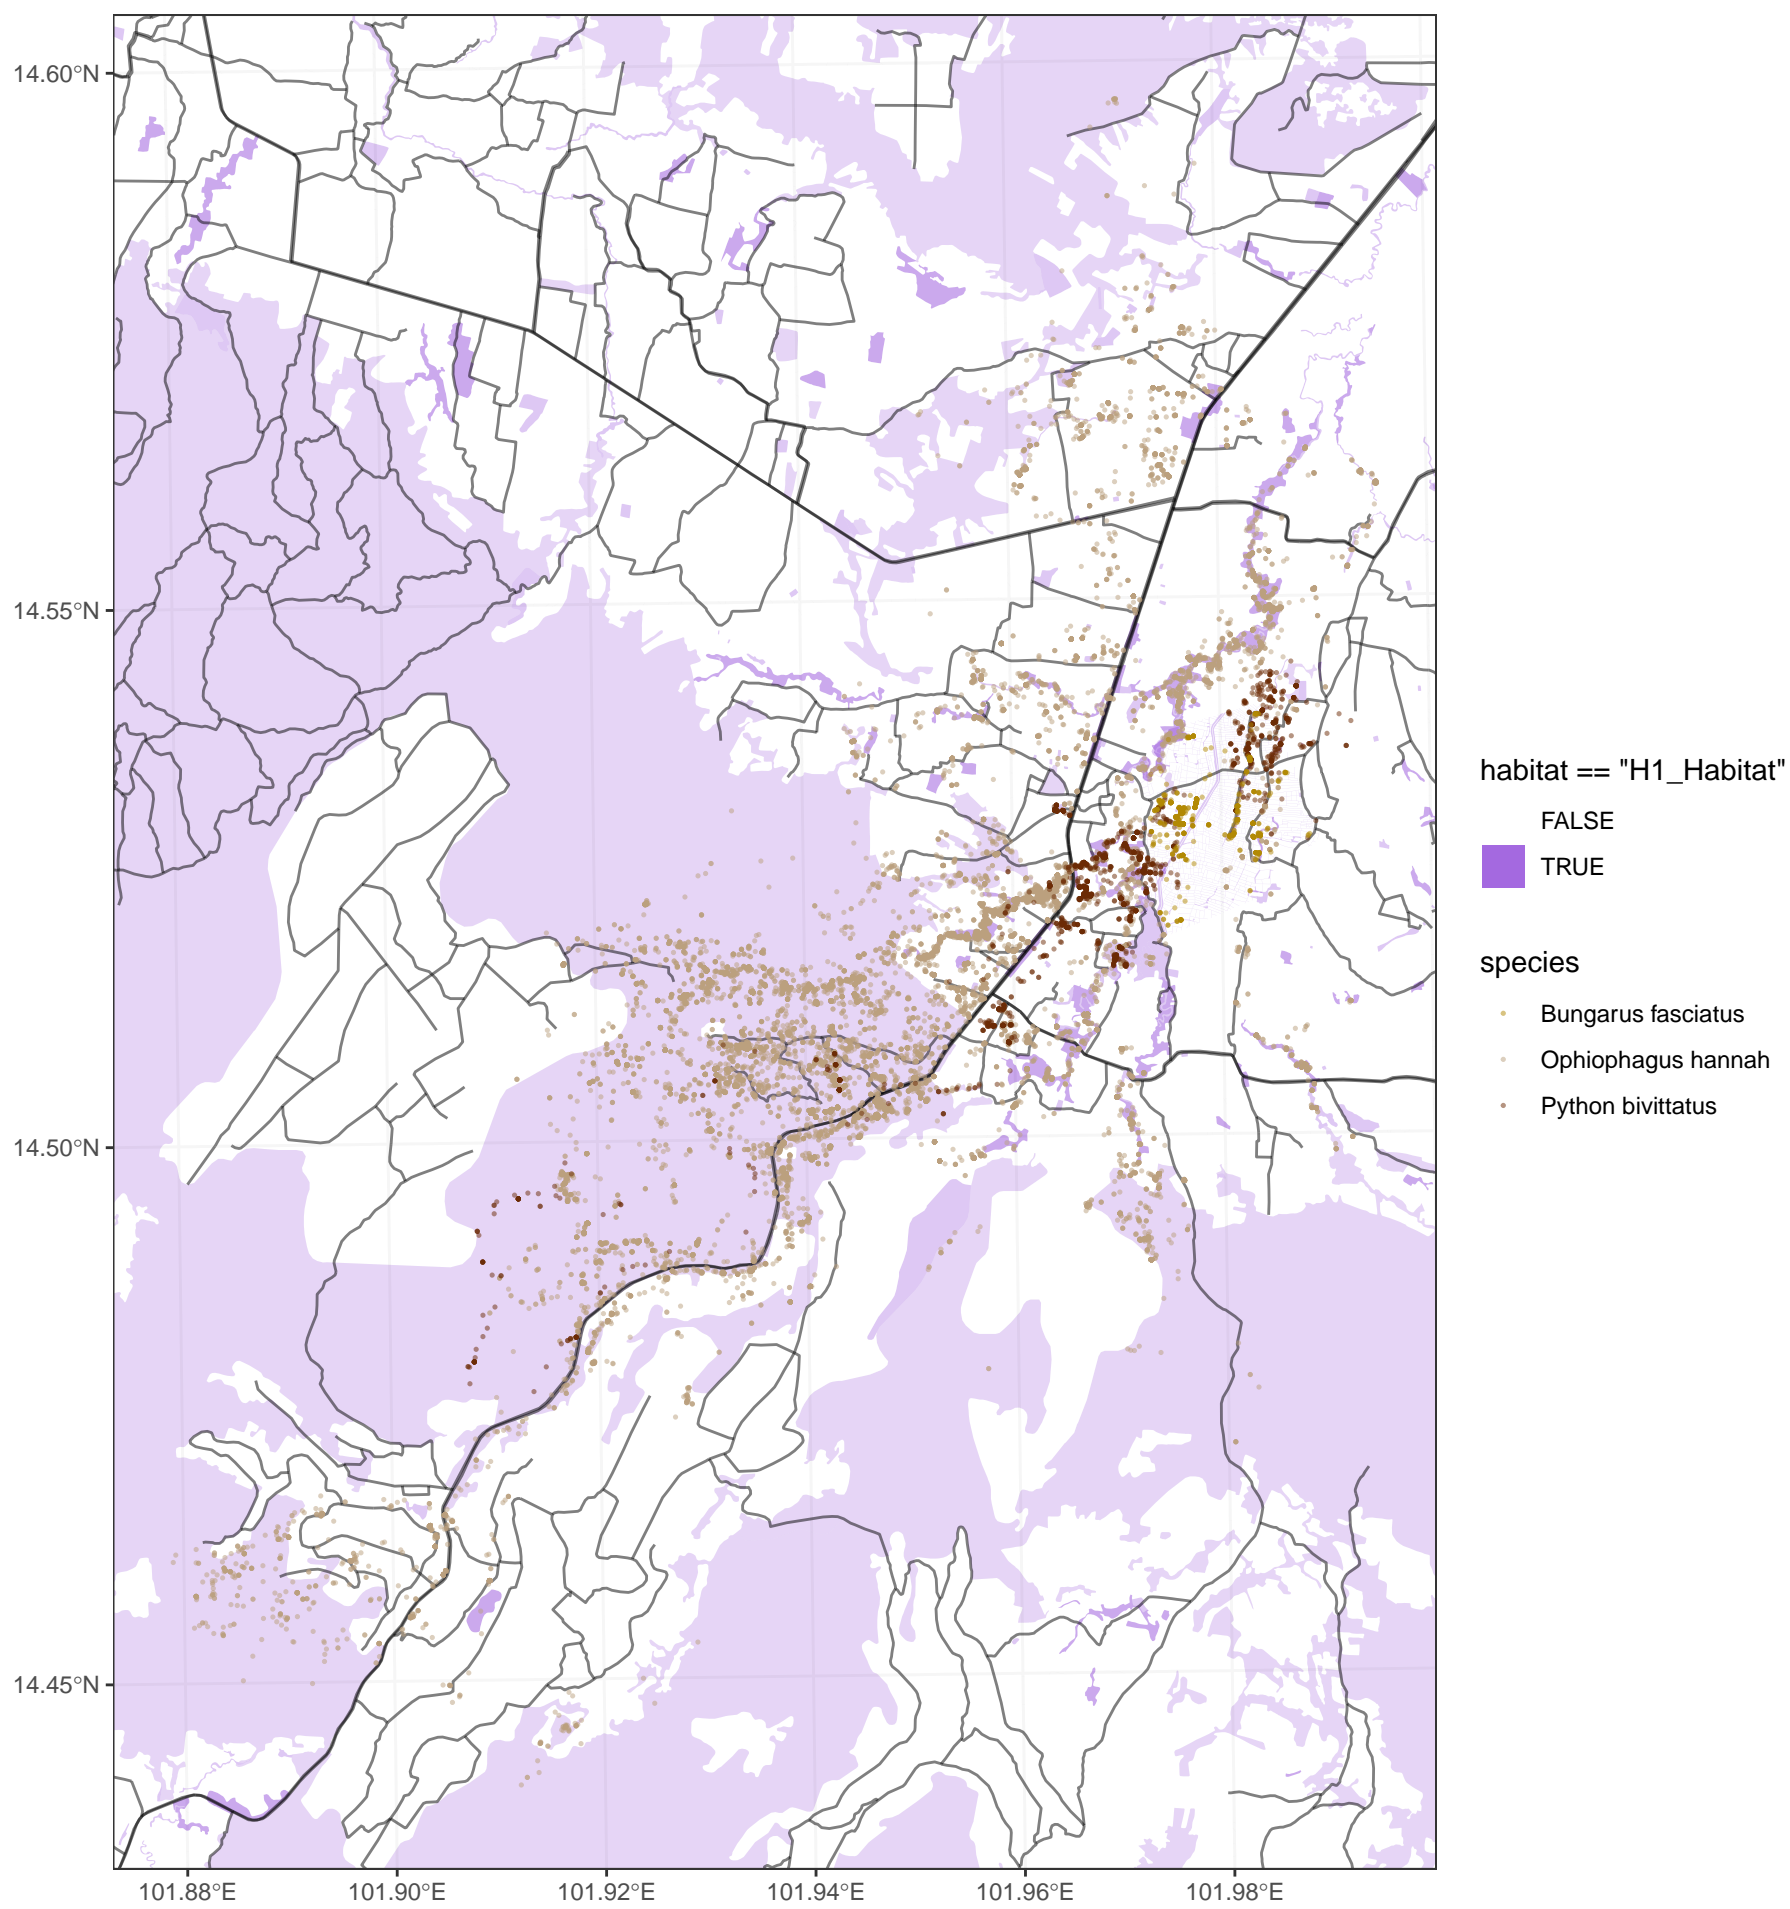 14.60°N
14.55°N
14.50°N
14.45°N
101.88°E
101.90°E
101.92°E
101.94°E
101.96°E
101.98°E
habitat == "H1_Habitat"
FALSE
TRUE
species
Bungarus fasciatus
Ophiophagus hannah
Python bivittatus